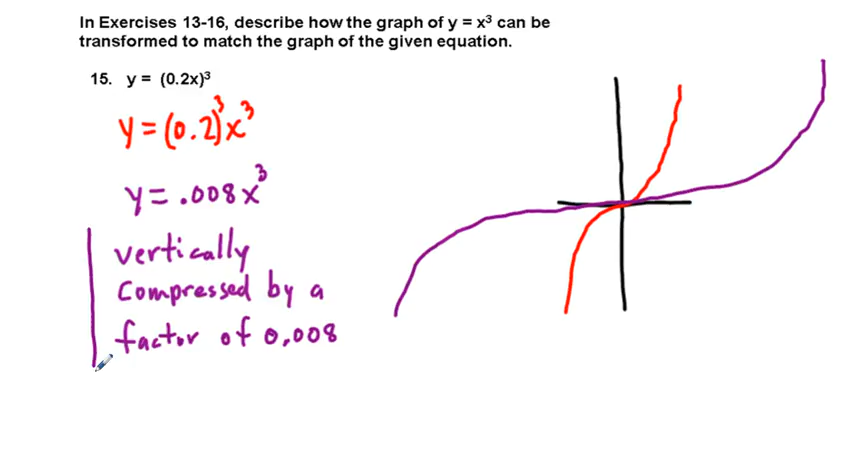 In Exercises 13-16, describe how the graph of y = x³ can be
transformed to match the graph of the given equation.
15. y = (0.2x)³
y = (0.2)³x³
y = .008x³
vertically
compressed by a
factor of 0.008